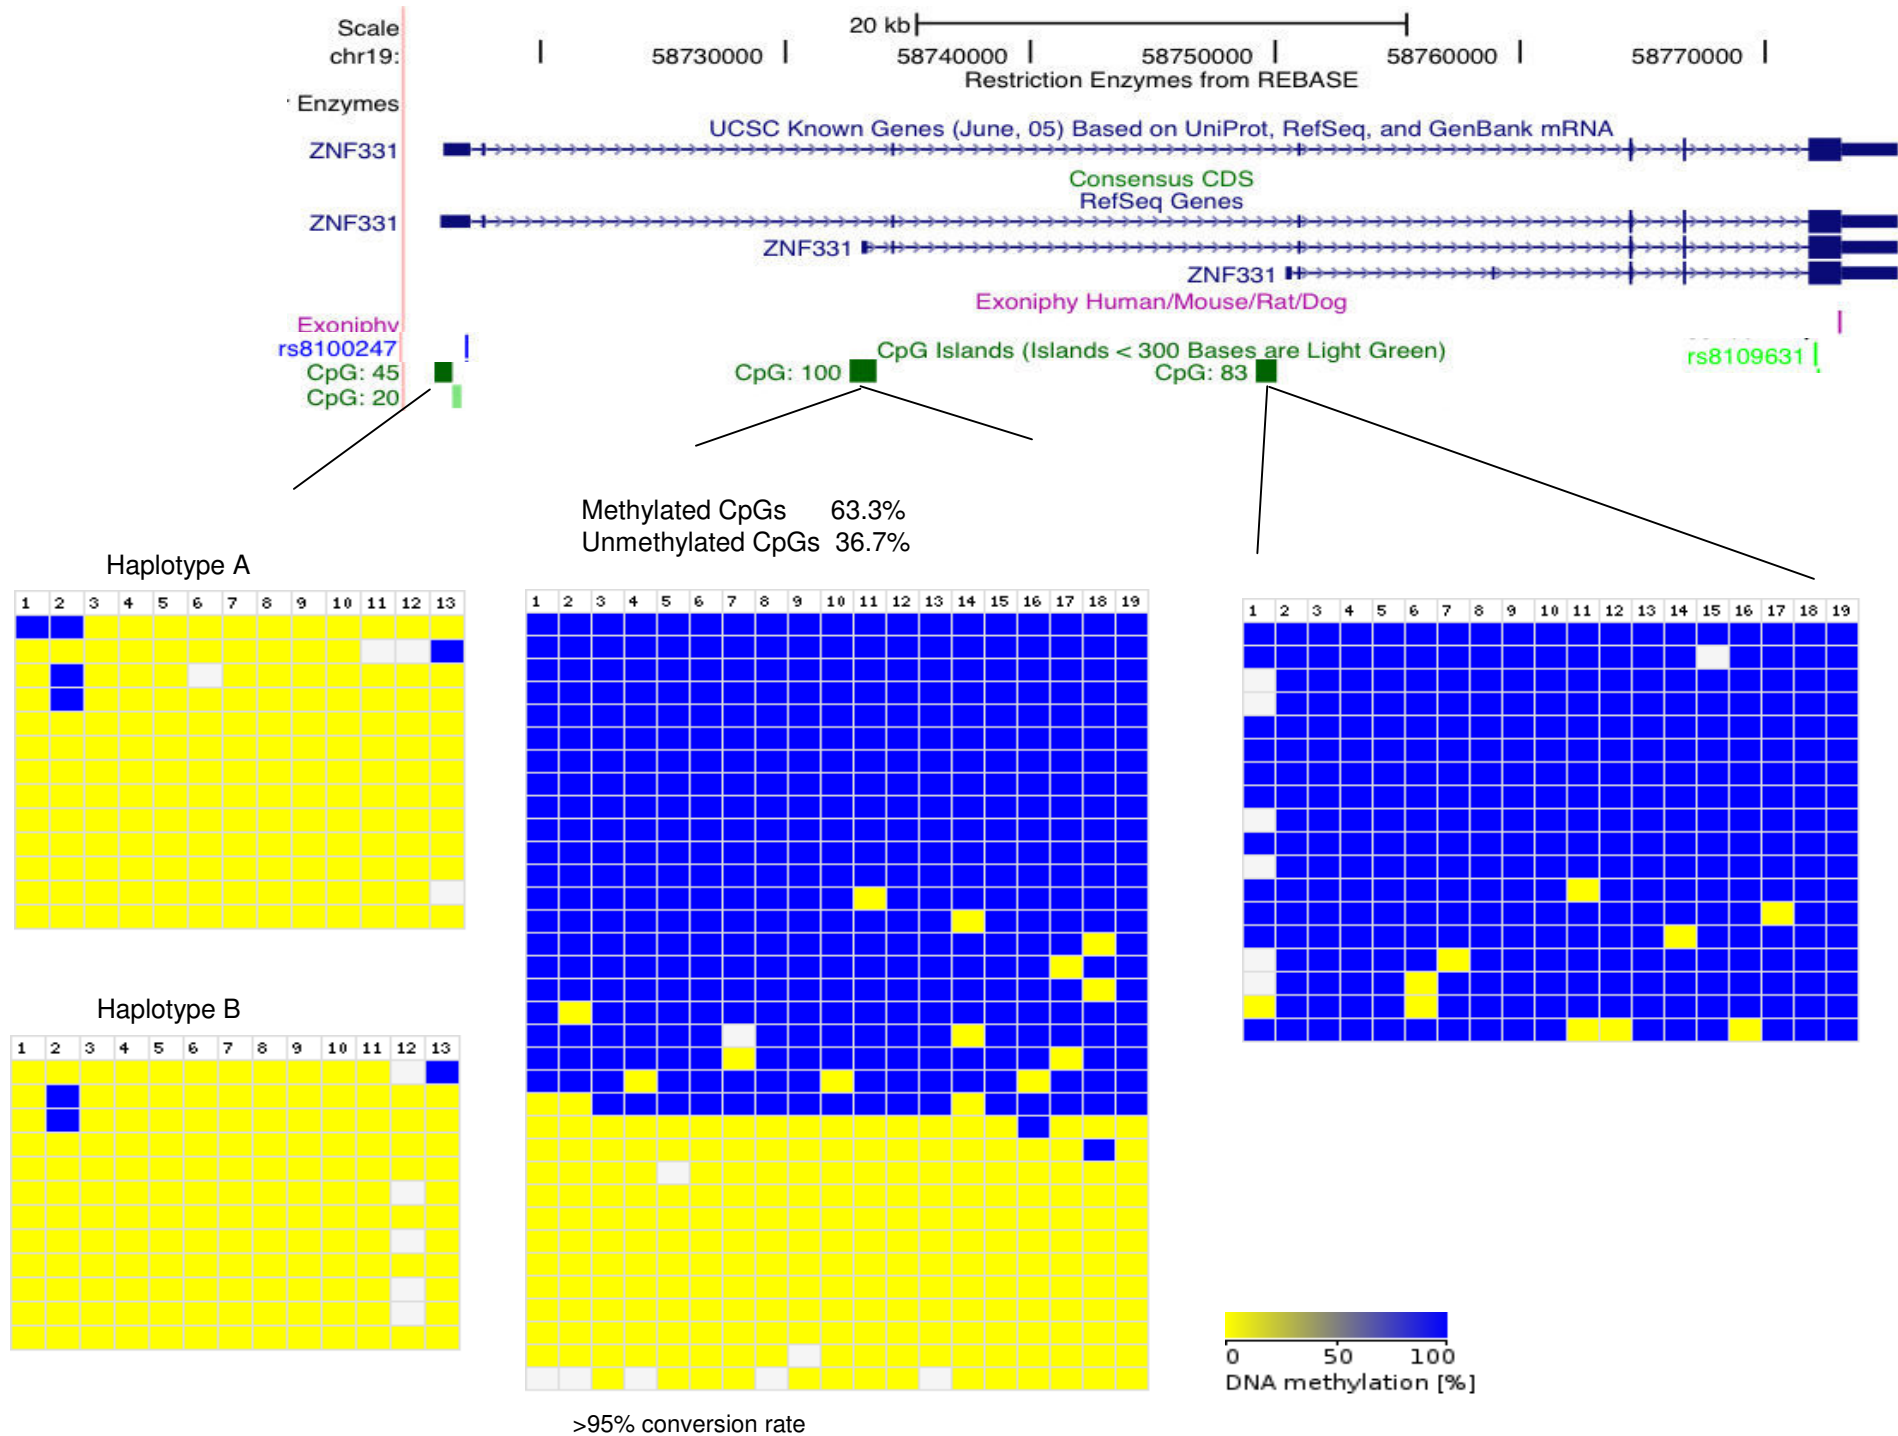 Scale
20 kb
chr19:
58730000
58740000
58750000
58760000
58770000
Restriction Enzymes from REBASE
Enzymes
UCSC Known Genes (June, 05) Based on UniProt, RefSeq, and GenBank mRNA
ZNF331
Consensus CDS
RefSeq Genes
ZNF331
ZNF331
ZNF331
Exoniphy Human/Mouse/Rat/Dog
Exoniphy
rs8100247
CpG Islands (Islands < 300 Bases are Light Green)
rs8109631
CpG: 45
CpG: 100
CpG: 83
CpG: 20
Methylated CpGs 63.3%
Unmethylated CpGs 36.7%
Haplotype A
1 2 3 4 5 6 7 8 9 10 11 12 13
1 2 3 4 5 6 7 8 9 10 11 12 13 14 15 16 17 18 19
1 2 3 4 5 6 7 8 9 10 11 12 13 14 15 16 17 18 19
Haplotype B
1 2 3 4 5 6 7 8 9 10 11 12 13
0 50 100
DNA methylation [%]
>95% conversion rate